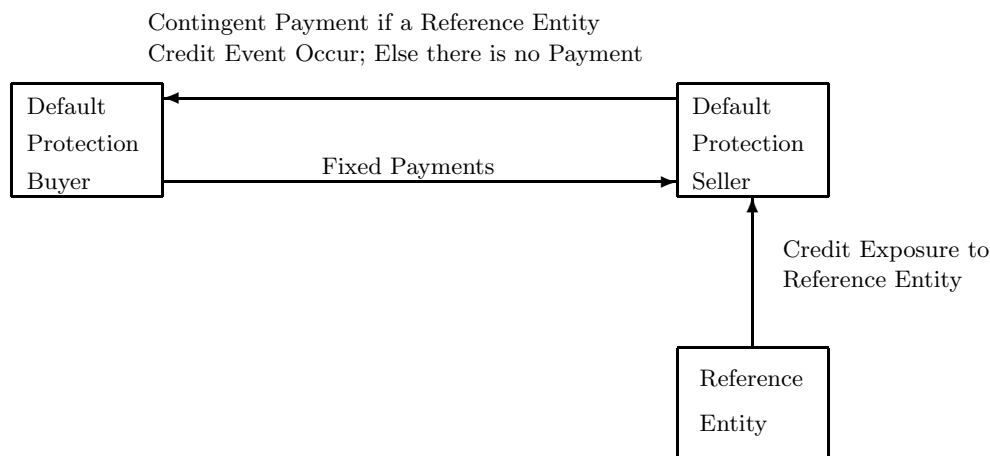 Contingent Payment if a Reference Entity
Credit Event Occur; Else there is no Payment
Default
Protection
Buyer
Fixed Payments
Default
Protection
Seller
Credit Exposure to
Reference Entity
Reference
Entity